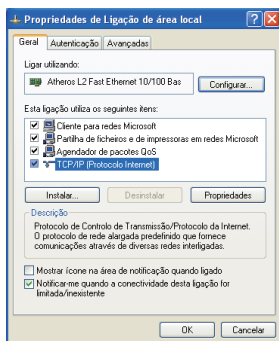 Propriedades de Ligação de área local
Geral
Autenticação
Avançadas
Ligar utilizando:
Atheros L2 Fast Ethernet 10/100 Bas
Configurar...
Esta ligação utiliza os seguintes itens:
Cliente para redes Microsoft
Partilha de ficheiros e de impressoras em redes Microsoft
Agendador de pacotes QoS
TCP/IP (Protocolo Internet)
Instalar...
Desinstalar
Propriedades
Descrição
Protocolo de Controlo de Transmissão/Protocolo da Internet.
O protocolo de rede alargada predefinido que fornece
comunicações através de diversas redes interligadas.
Mostrar ícone na área de notificação quando ligado
Notificar-me quando a conectividade desta ligação for
limitada/inexistente
OK
Cancelar